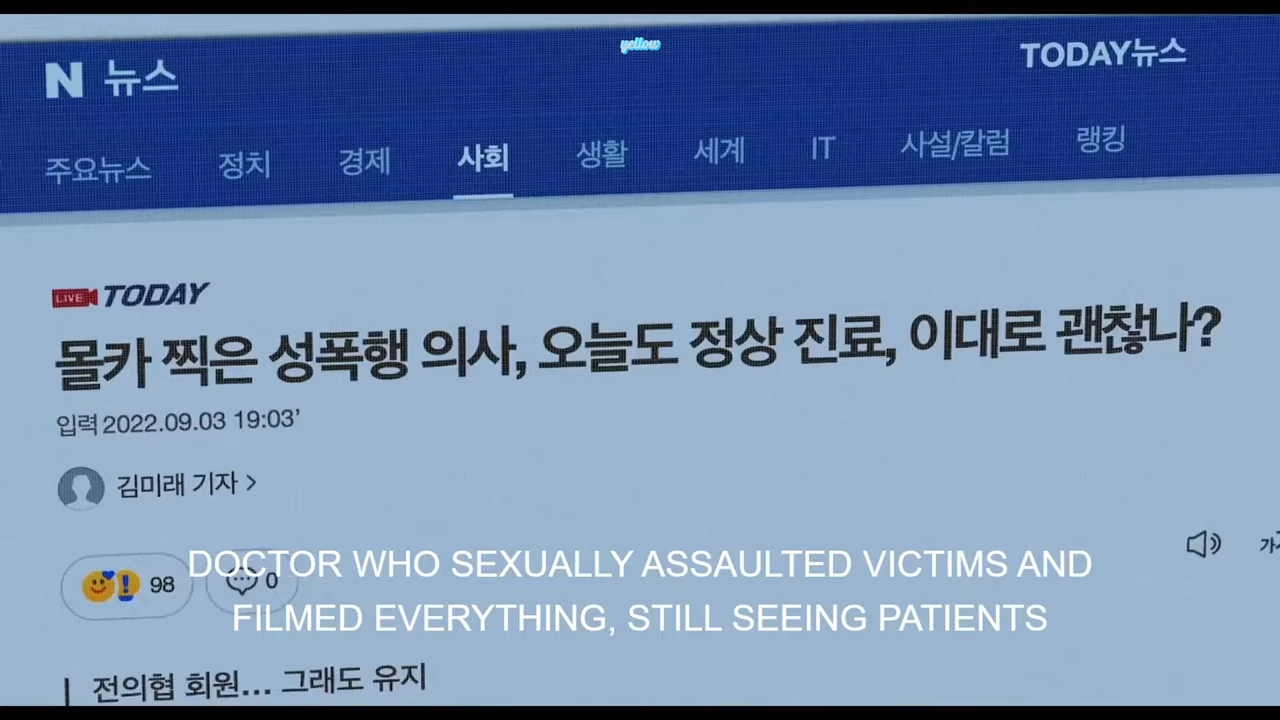 yellow
N 뉴스
TODAY뉴스
주요뉴스 정치 경제 사회 생활 세계 IT 사설/칼럼 랭킹
LIVE TODAY
몰카 찍은 성폭행 의사, 오늘도 정상 진료, 이대로 괜찮나?
입력 2022.09.03 19:03'
김미래 기자 >
98
0
가
DOCTOR WHO SEXUALLY ASSAULTED VICTIMS AND
FILMED EVERYTHING, STILL SEEING PATIENTS
전의협 회원... 그래도 유지